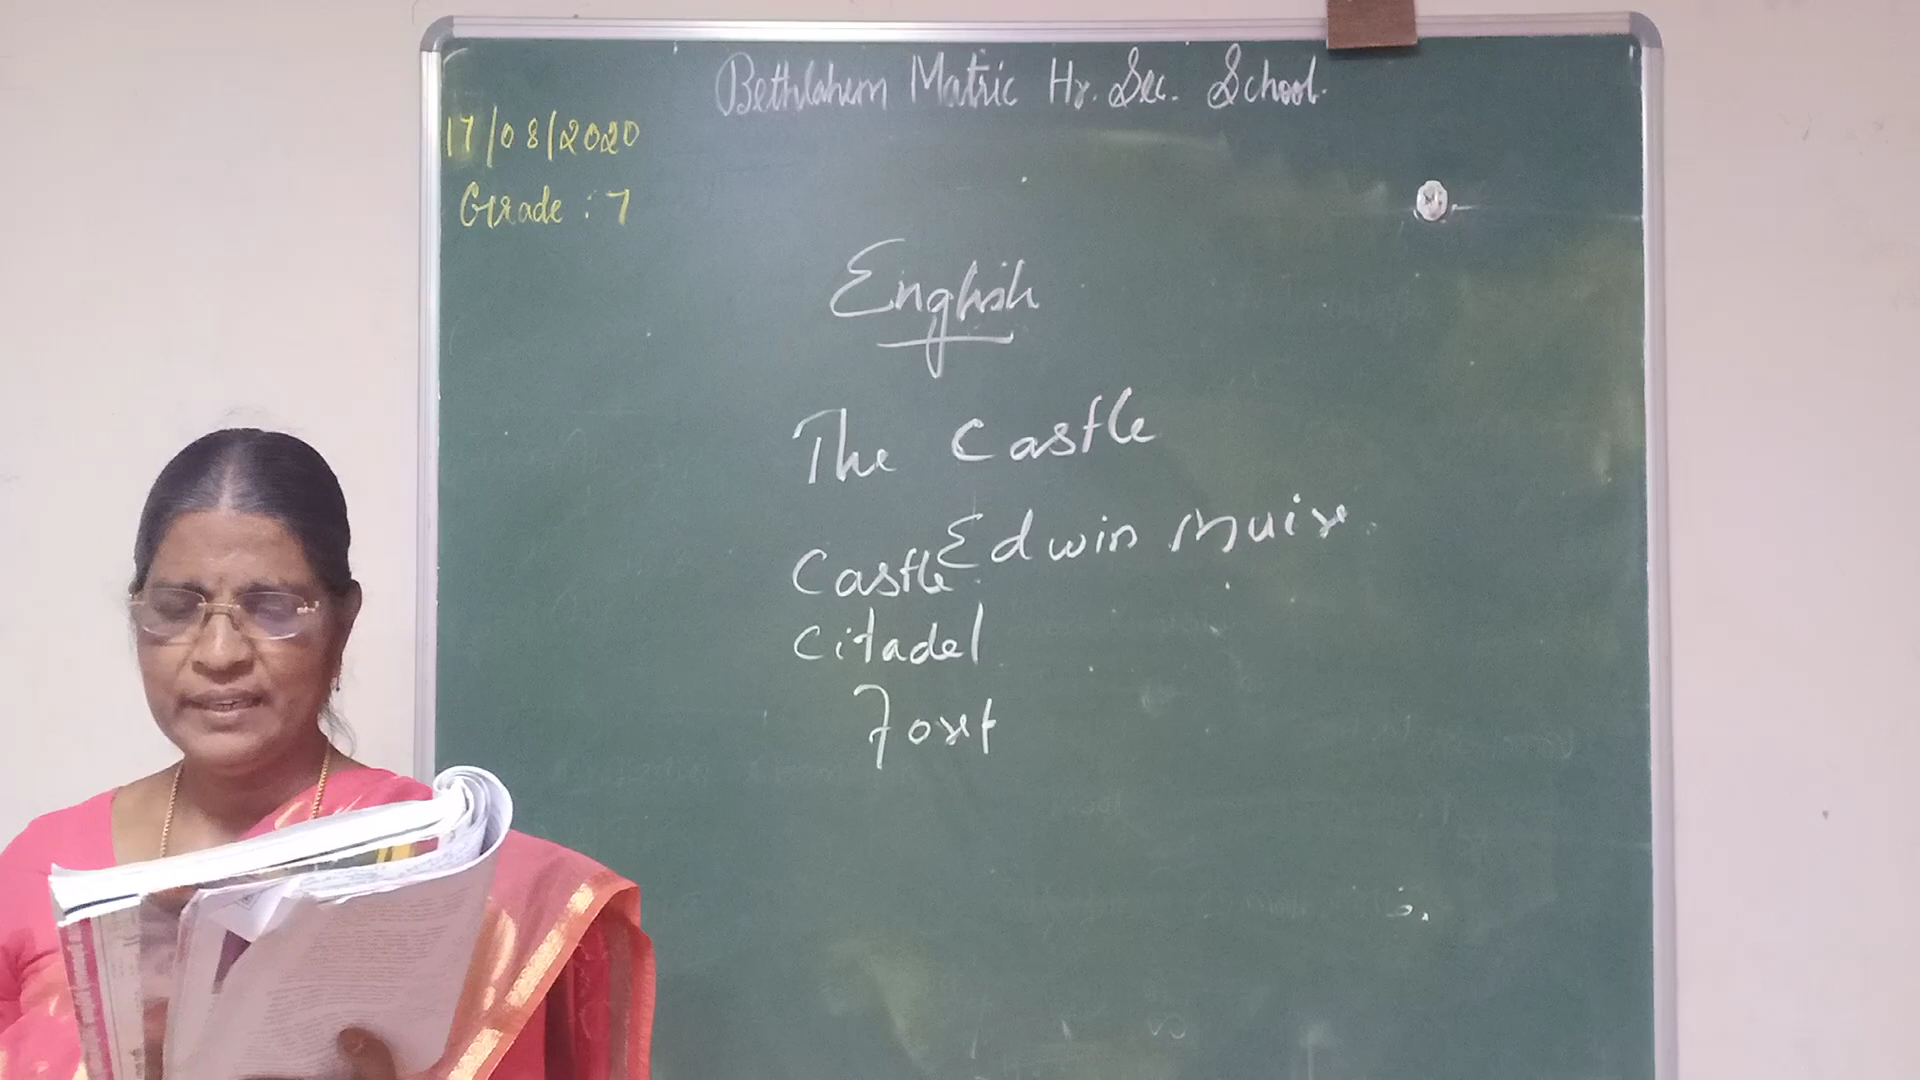 Bethlahem Matric Hr. Sec. School.
17/08/2020
Grade : 7
English
The Castle
Edwin Muir.
Castle
Citadel
Fort